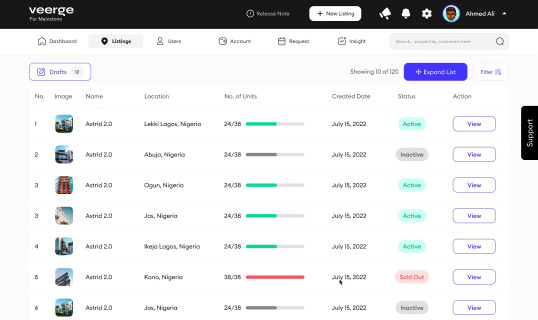 veerge
For Mainstone
Release Note
+ New Listing
Ahmed Ali
Dashboard
Listings
Users
Account
Request
Insight
Search... properties, customers here
Drafts 12
Showing 10 of 120
+ Expand List
Filter
No. Image Name Location No. of Units Created Date Status Action
1 Astrid 2.0 Lekki Lagos, Nigeria 24/38 July 15, 2022 Active View
2 Astrid 2.0 Abuja, Nigeria 24/38 July 15, 2022 Inactive View
3 Astrid 2.0 Ogun, Nigeria 24/38 July 15, 2022 Active View
3 Astrid 2.0 Jos, Nigeria 24/38 July 15, 2022 Active View
4 Astrid 2.0 Ikeja Lagos, Nigeria 24/38 July 15, 2022 Active View
5 Astrid 2.0 Kano, Nigeria 38/38 July 15, 2022 Sold Out View
6 Astrid 2.0 Jos, Nigeria 24/38 July 15, 2022 Inactive View
Support